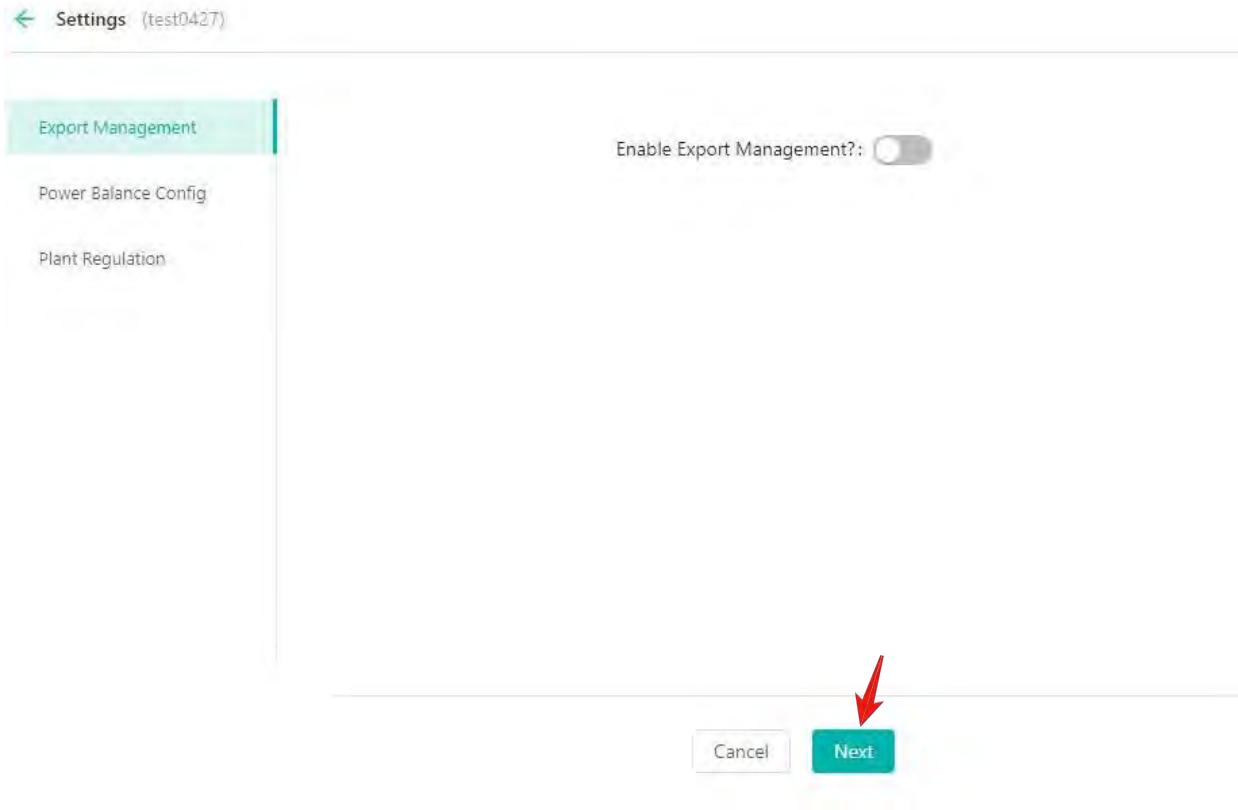 Settings (test0427)
Export Management
Power Balance Config
Plant Regulation
Enable Export Management?:
Cancel
Next